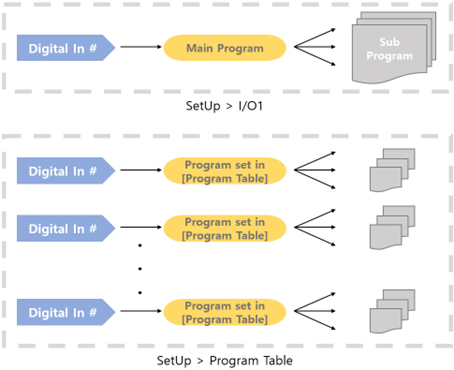 Digital In #
Main Program
Sub
Program
SetUp > I/O1
Digital In #
Program set in
[Program Table]
Digital In #
Program set in
[Program Table]
Digital In #
Program set in
[Program Table]
SetUp > Program Table